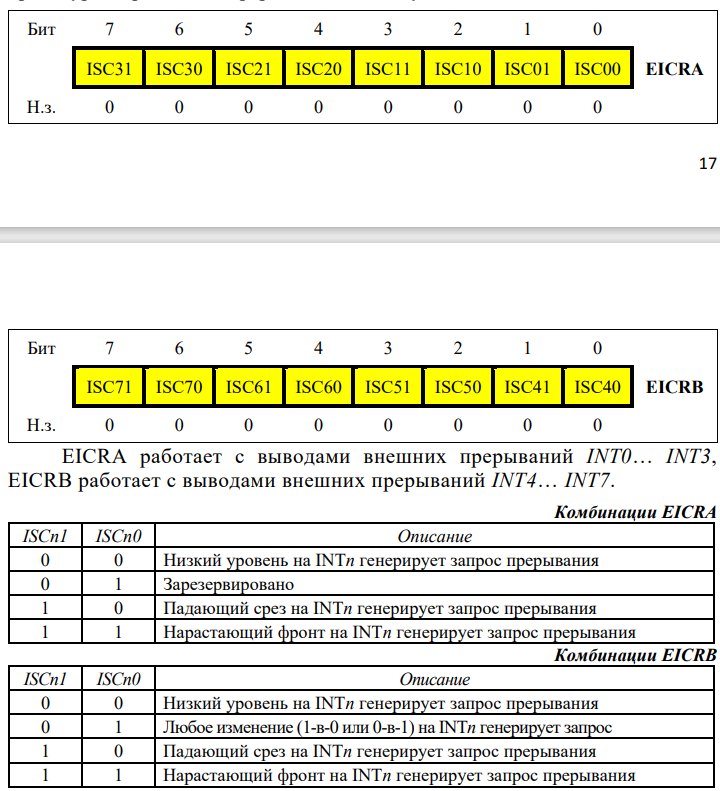 Бит 7 6 5 4 3 2 1 0
ISC31 ISC30 ISC21 ISC20 ISC11 ISC10 ISC01 ISC00 EICRA
Н.з. 0 0 0 0 0 0 0 0
17
Бит 7 6 5 4 3 2 1 0
ISC71 ISC70 ISC61 ISC60 ISC51 ISC50 ISC41 ISC40 EICRB
Н.з. 0 0 0 0 0 0 0 0
EICRA работает с выводами внешних прерываний INT0… INT3,
EICRB работает с выводами внешних прерываний INT4… INT7.
Комбинации EICRA
ISCn1 ISCn0 Описание
0 0 Низкий уровень на INTn генерирует запрос прерывания
0 1 Зарезервировано
1 0 Падающий срез на INTn генерирует запрос прерывания
1 1 Нарастающий фронт на INTn генерирует запрос прерывания
Комбинации EICRB
ISCn1 ISCn0 Описание
0 0 Низкий уровень на INTn генерирует запрос прерывания
0 1 Любое изменение (1-в-0 или 0-в-1) на INTn генерирует запрос
1 0 Падающий срез на INTn генерирует запрос прерывания
1 1 Нарастающий фронт на INTn генерирует запрос прерывания